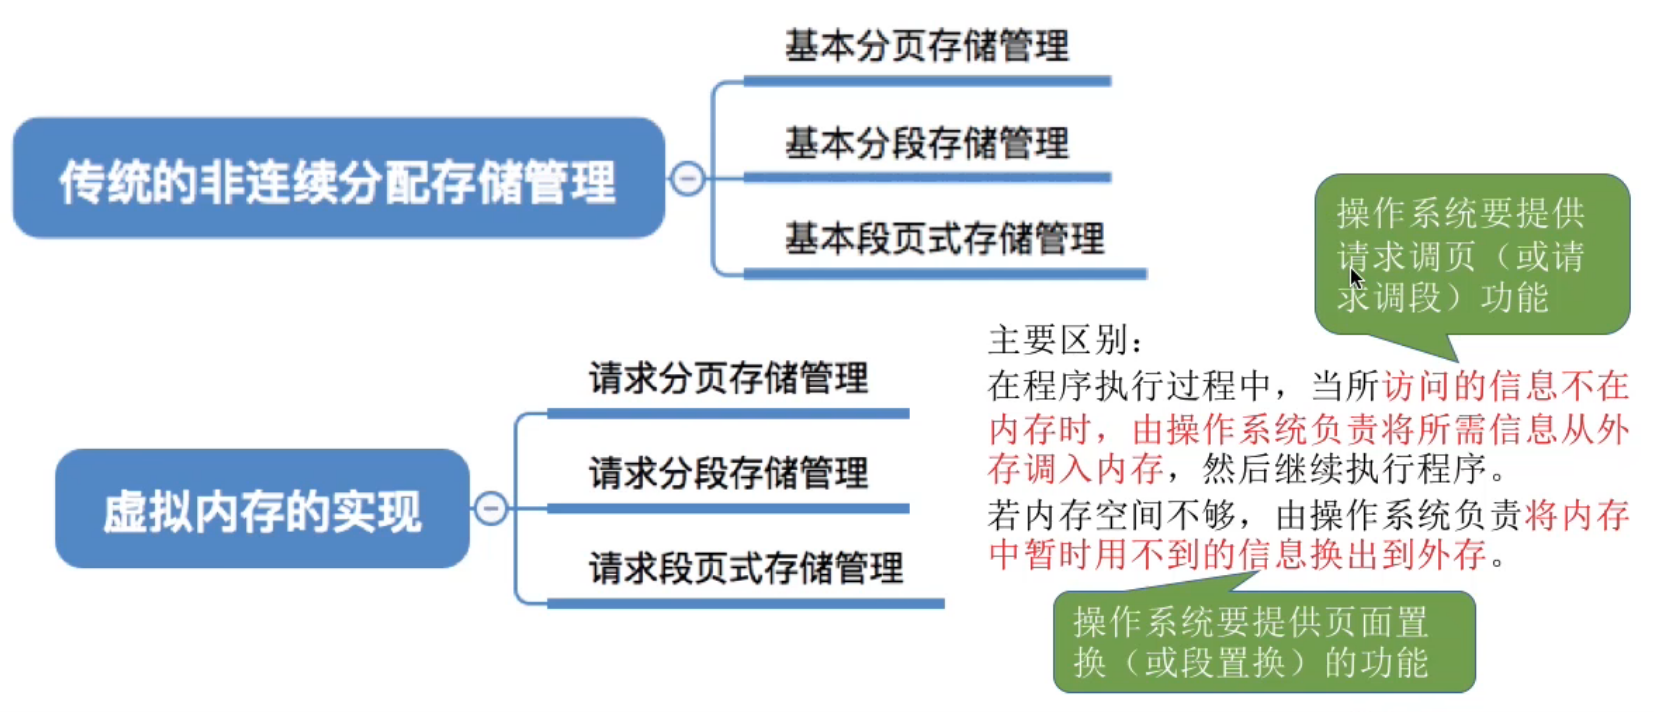 基本分页存储管理
基本分段存储管理
基本段页式存储管理
传统的非连续分配存储管理
操作系统要提供
请求调页（或请
求调段）功能
主要区别：
在程序执行过程中，当所访问的信息不在
内存时，由操作系统负责将所需信息从外
存调入内存，然后继续执行程序。
若内存空间不够，由操作系统负责将内存
中暂时用不到的信息换出到外存。
请求分页存储管理
请求分段存储管理
请求段页式存储管理
虚拟内存的实现
操作系统要提供页面置
换（或段置换）的功能